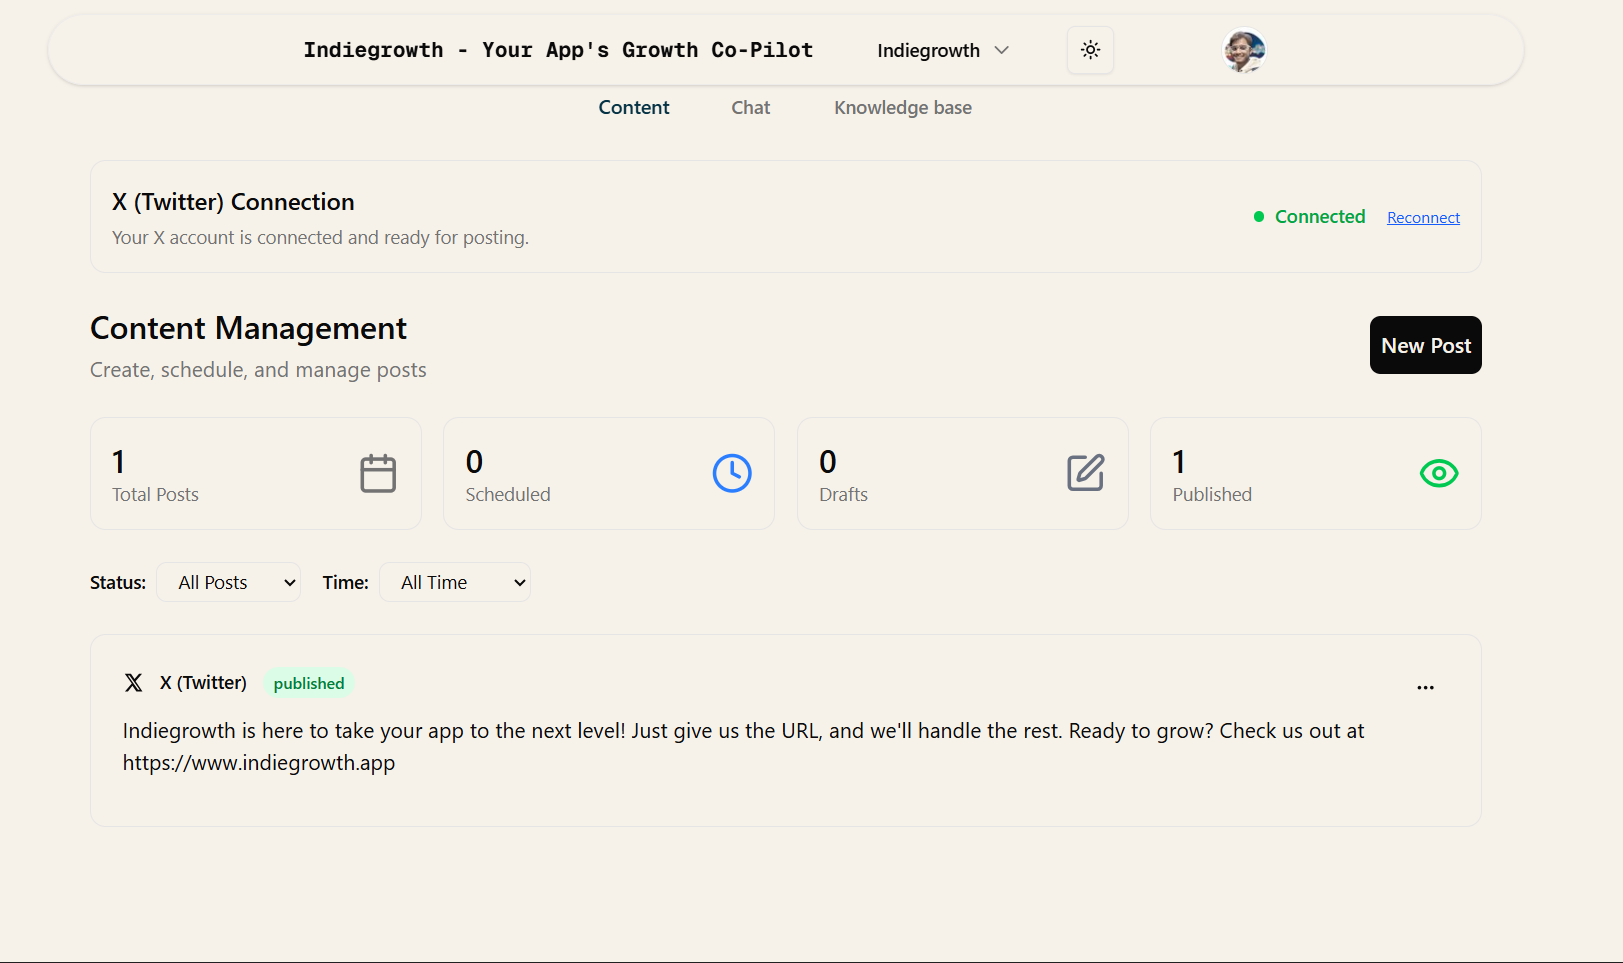 Indiegrowth - Your App's Growth Co-Pilot
Indiegrowth
Content
Chat
Knowledge base
X (Twitter) Connection
Your X account is connected and ready for posting.
Connected
Reconnect
Content Management
Create, schedule, and manage posts
New Post
1
Total Posts
0
Scheduled
0
Drafts
1
Published
Status:
All Posts
Time:
All Time
X (Twitter)
published
Indiegrowth is here to take your app to the next level! Just give us the URL, and we'll handle the rest. Ready to grow? Check us out at
https://www.indiegrowth.app